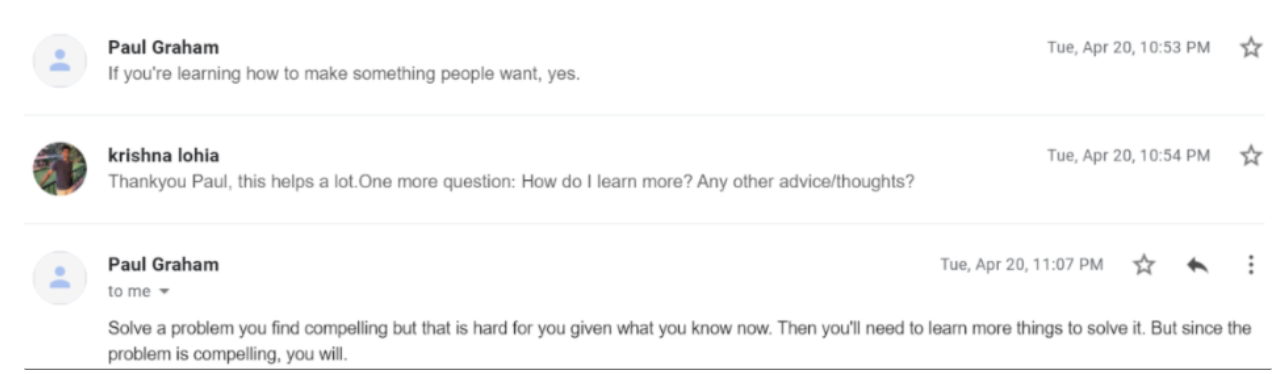 Paul Graham
Tue, Apr 20, 10:53 PM
If you're learning how to make something people want, yes.
krishna lohia
Tue, Apr 20, 10:54 PM
Thankyou Paul, this helps a lot.One more question: How do I learn more? Any other advice/thoughts?
Paul Graham
Tue, Apr 20, 11:07 PM
to me
Solve a problem you find compelling but that is hard for you given what you know now. Then you'll need to learn more things to solve it. But since the
problem is compelling, you will.